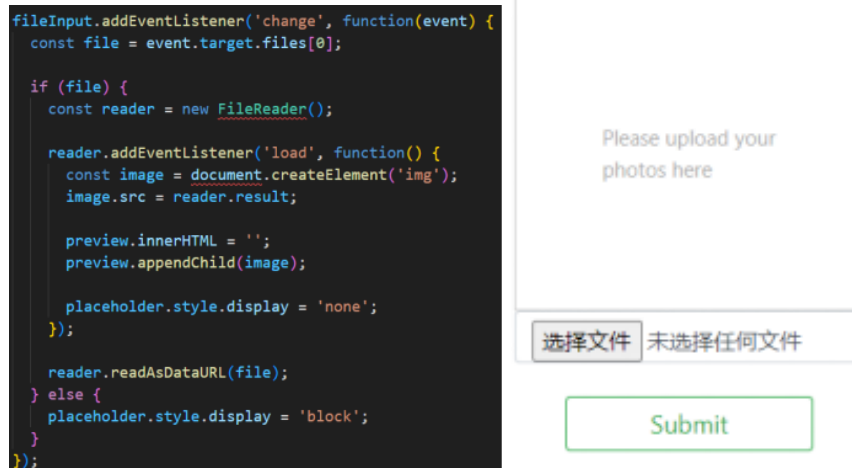 fileInput.addEventListener('change', function(event) {
const file = event.target.files[0];
if (file) {
const reader = new FileReader();
reader.addEventListener('load', function() {
const image = document.createElement('img');
image.src = reader.result;
preview.innerHTML = '';
preview.appendChild(image);
placeholder.style.display = 'none';
});
reader.readAsDataURL(file);
} else {
placeholder.style.display = 'block';
}
});
Please upload your
photos here
选择文件 未选择任何文件
Submit